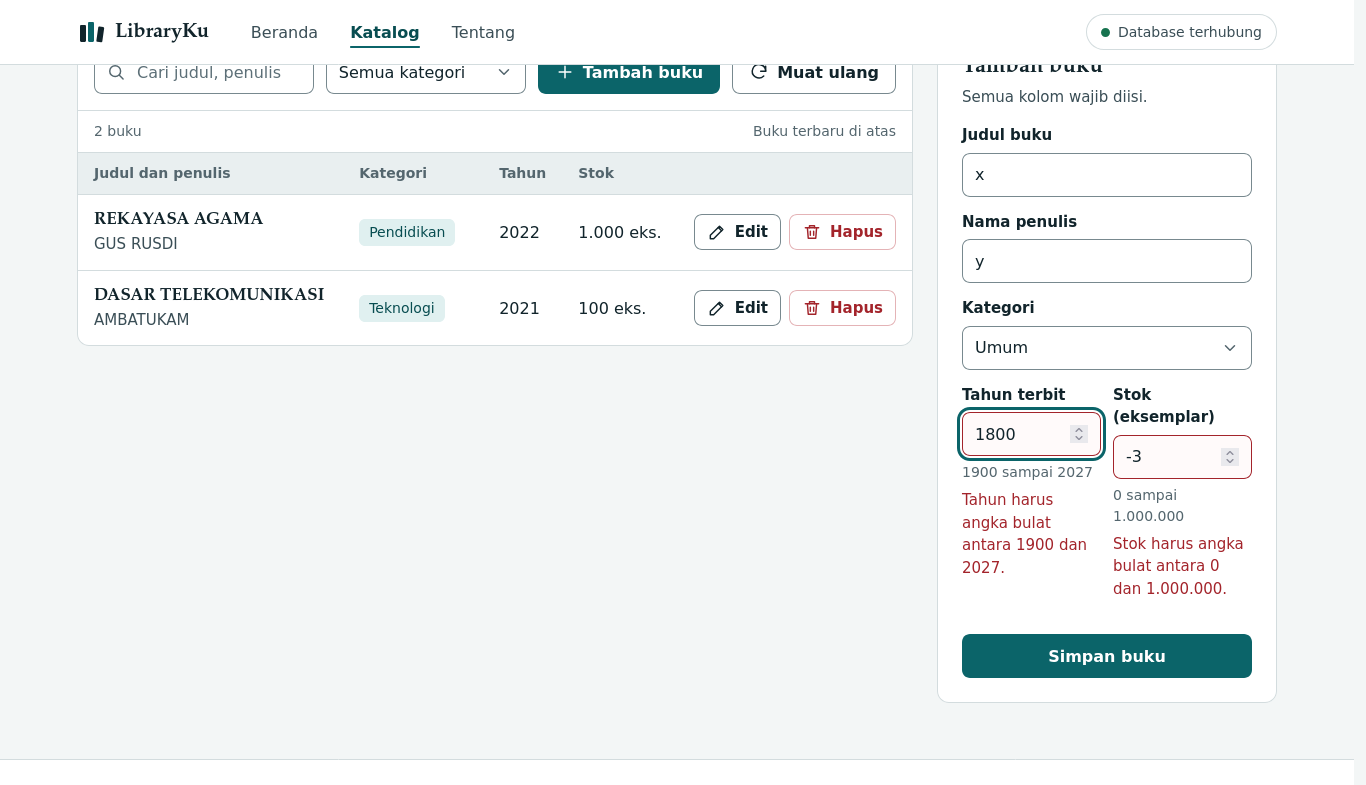 LibraryKu
Beranda
Katalog
Tentang
Database terhubung
Cari judul, penulis
Semua kategori
Tambah buku
Muat ulang
2 buku
Buku terbaru di atas
Judul dan penulis
Kategori
Tahun
Stok
REKAYASA AGAMA
GUS RUSDI
Pendidikan
2022
1.000 eks.
Edit
Hapus
DASAR TELEKOMUNIKASI
AMBATUKAM
Teknologi
2021
100 eks.
Edit
Hapus
Tambah buku
Semua kolom wajib diisi.
Judul buku
x
Nama penulis
y
Kategori
Umum
Tahun terbit
1800
1900 sampai 2027
Tahun harus
angka bulat
antara 1900 dan
2027.
Stok
(eksemplar)
-3
0 sampai
1.000.000
Stok harus angka
bulat antara 0
dan 1.000.000.
Simpan buku